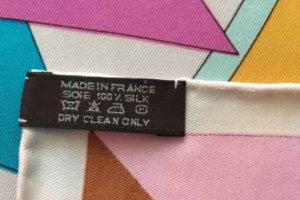 MADE IN FRANCE
SOIE 100% SILK
DRY CLEAN ONLY